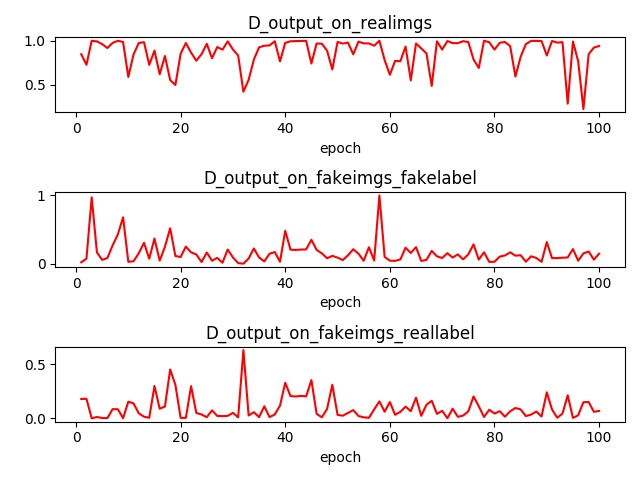 D_output_on_realimgs
1.0
0.5
0 20 40 60 80 100
epoch
D_output_on_fakeimgs_fakelabel
1
0
0 20 40 60 80 100
epoch
D_output_on_fakeimgs_reallabel
0.5
0.0
0 20 40 60 80 100
epoch